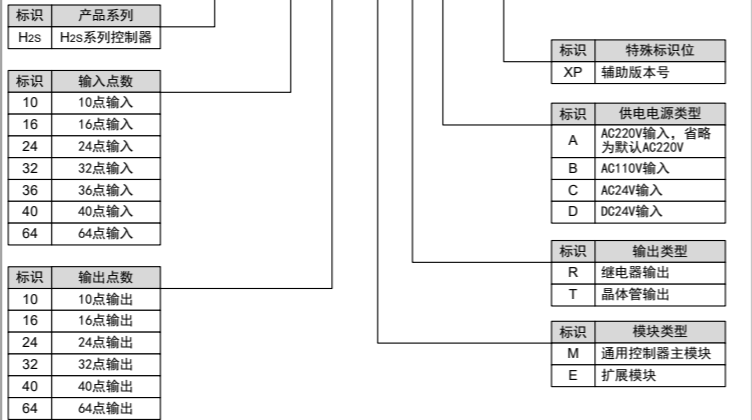 标识 产品系列
H2S H2S系列控制器
标识 输入点数
10 10点输入
16 16点输入
24 24点输入
32 32点输入
36 36点输入
40 40点输入
64 64点输入
标识 输出点数
10 10点输出
16 16点输出
24 24点输出
32 32点输出
40 40点输出
64 64点输出
标识 特殊标识位
XP 辅助版本号
标识 供电电源类型
A AC220V输入，省略
为默认AC220V
B AC110V输入
C AC24V输入
D DC24V输入
标识 输出类型
R 继电器输出
T 晶体管输出
标识 模块类型
M 通用控制器主模块
E 扩展模块